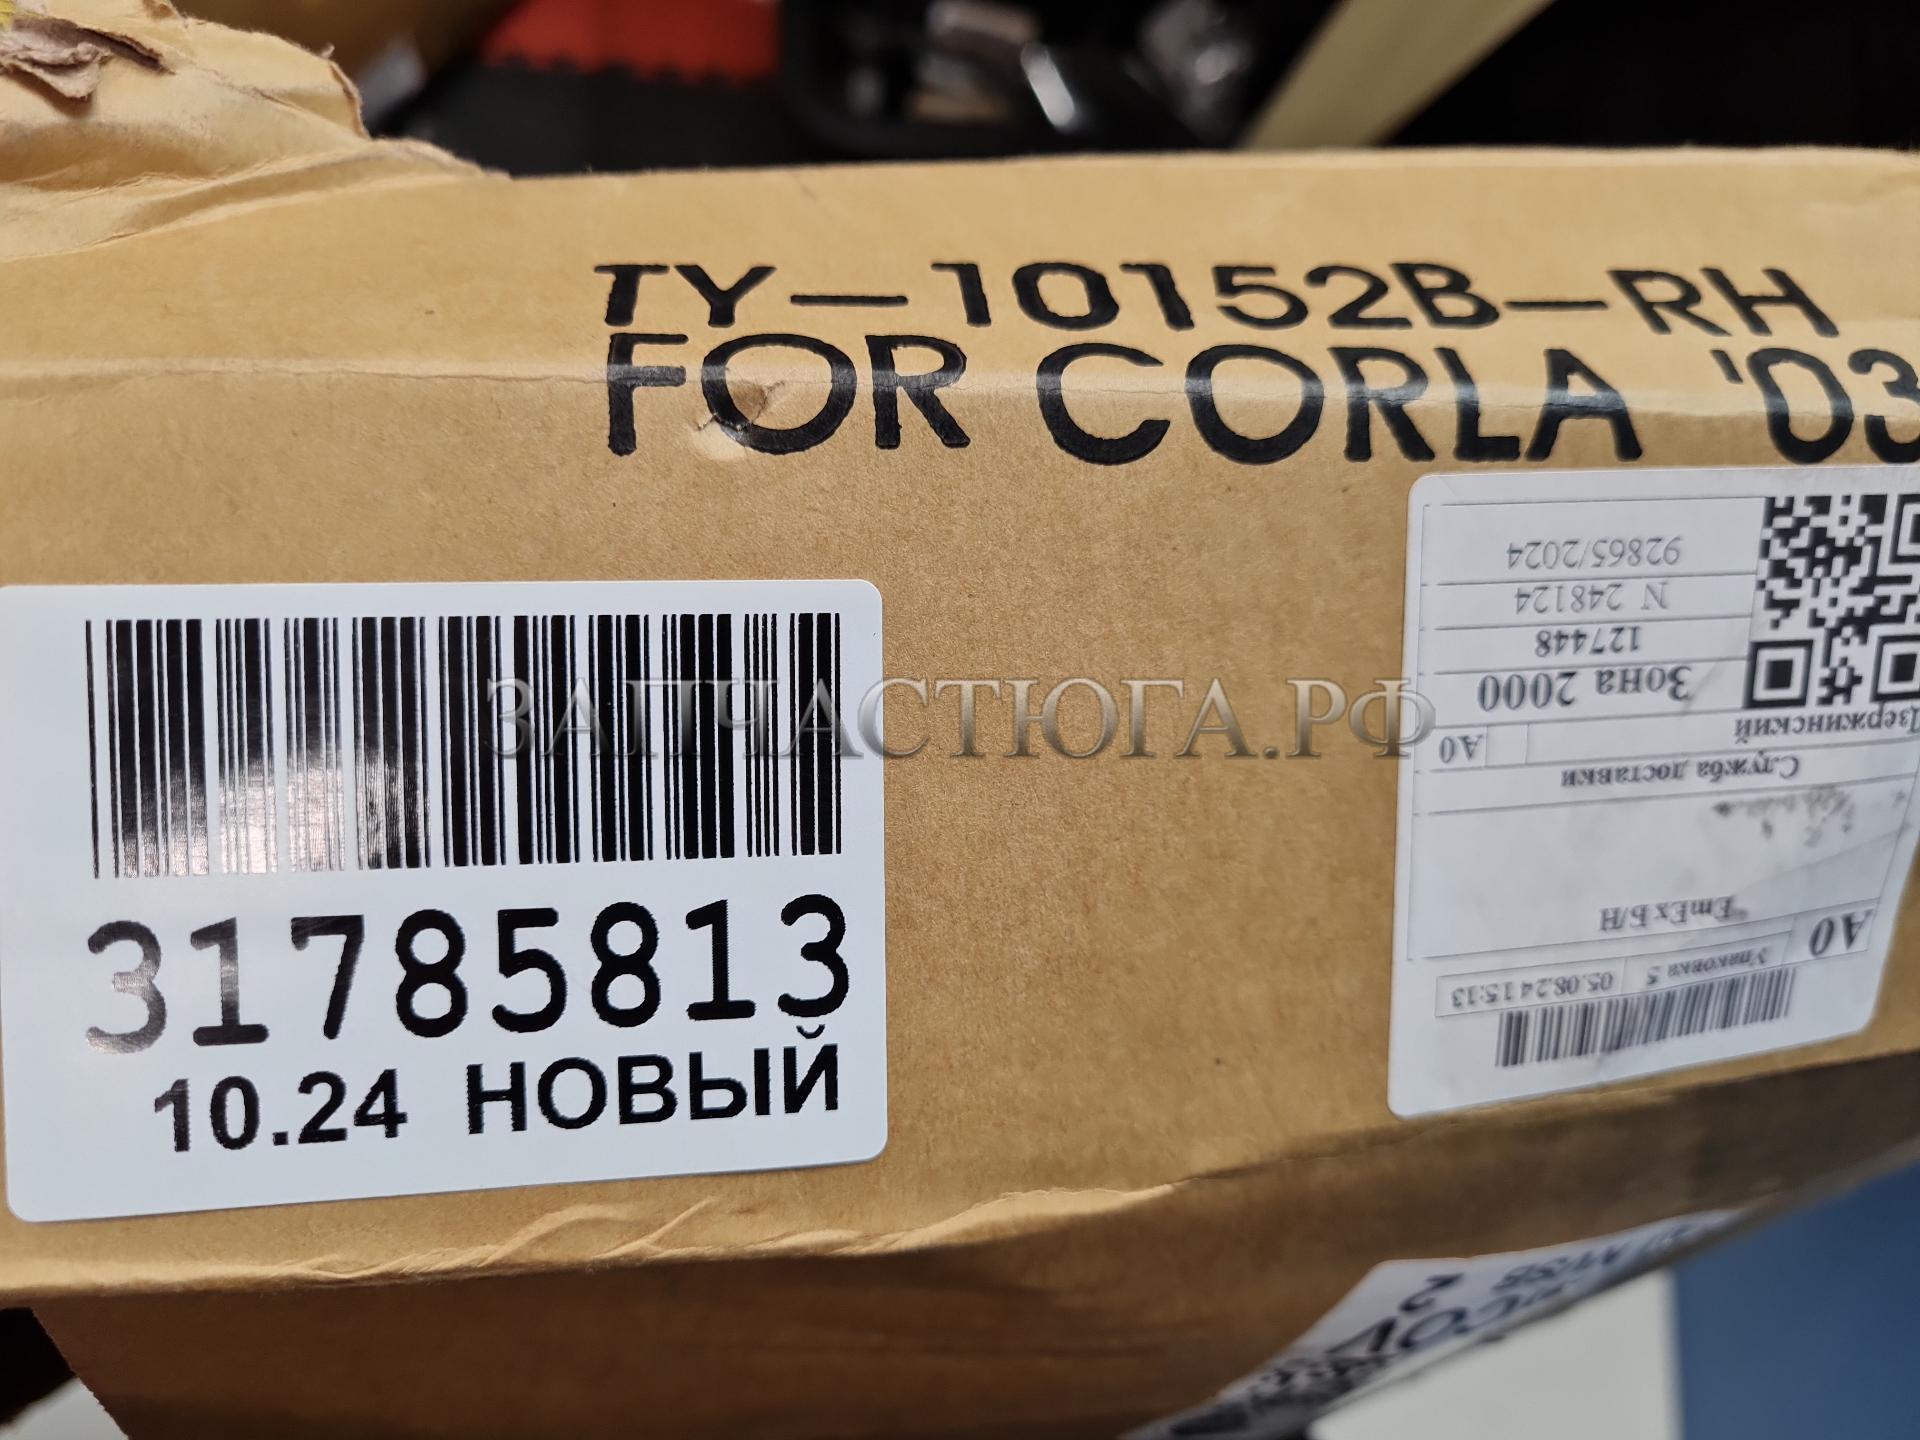 TY-10152B-RH
FOR CORLA '03
31785813
10.24 НОВЫЙ
ЗАПЧАСТЮГА.РФ
05.08.24 15:13
Упаковка 5
A0
EmEx Б/Н
Служба доставки
A0
Дзержинский
Зона 2000
127448
N 248124
92865/2024